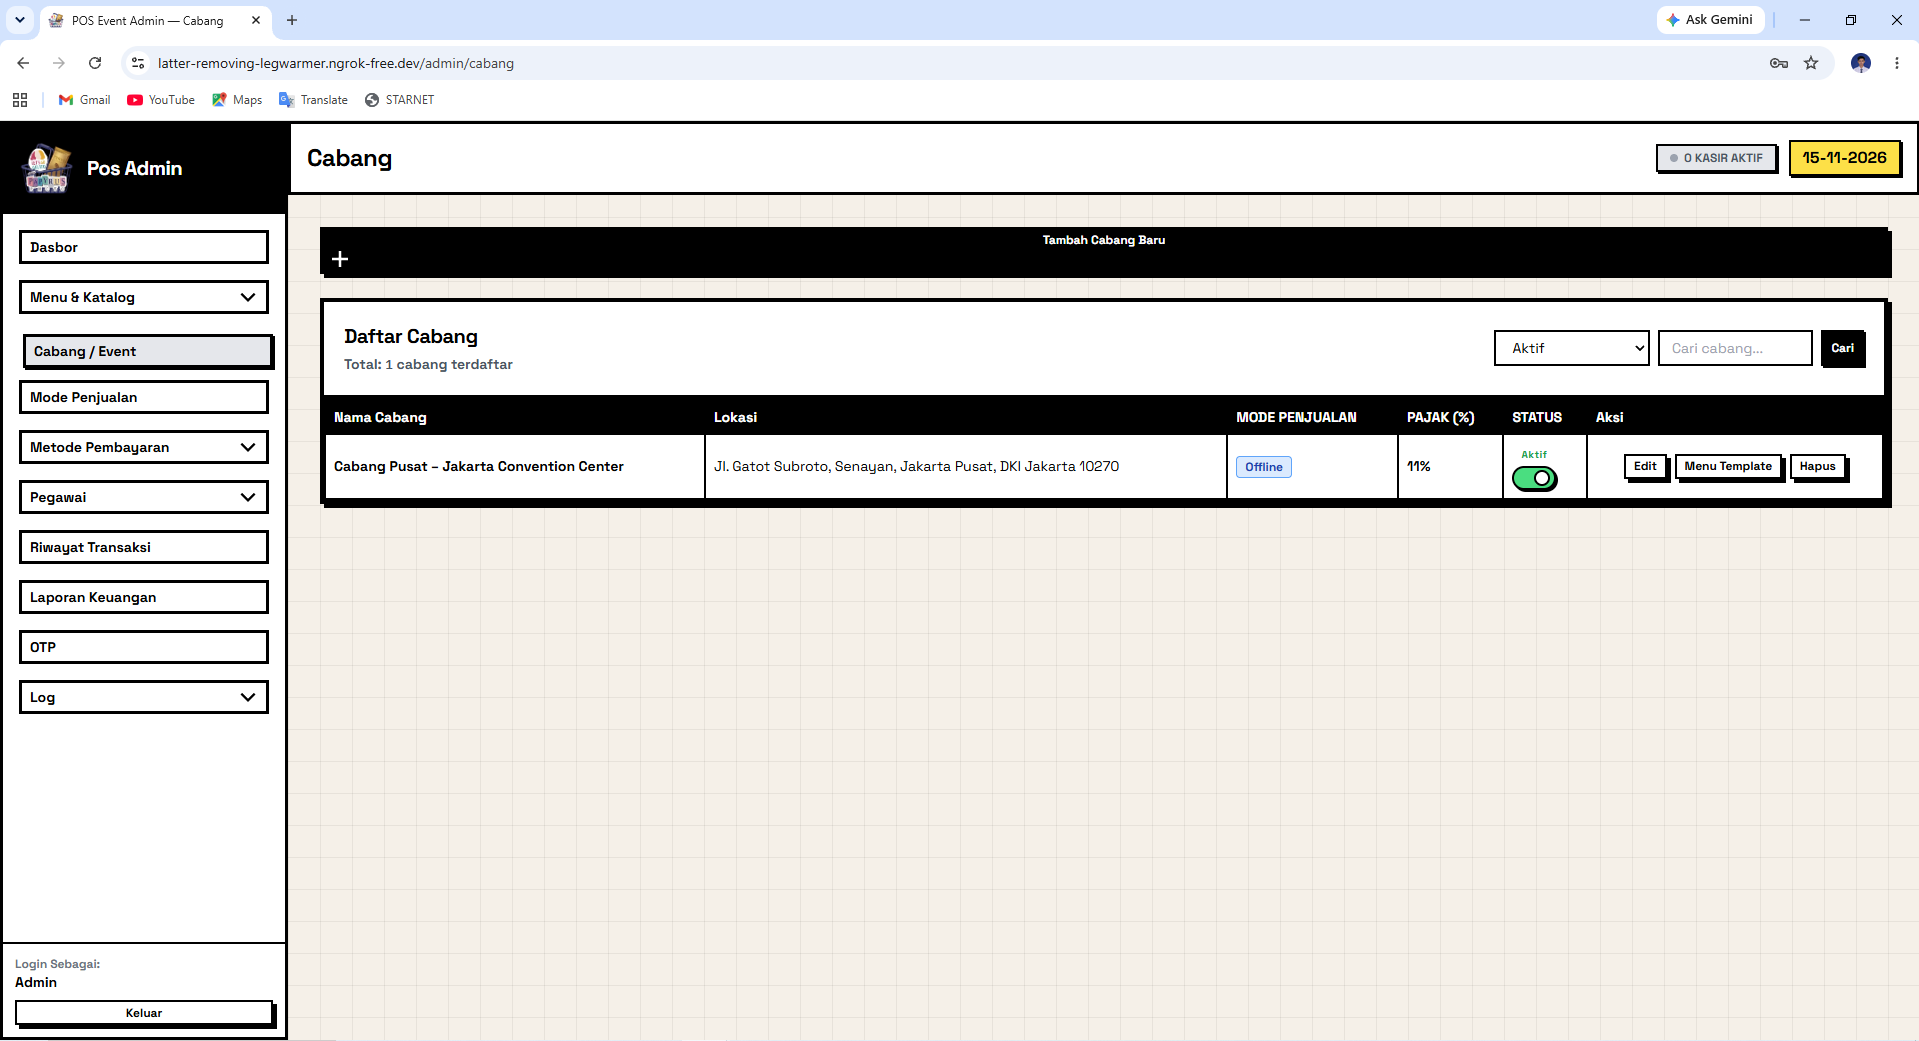 POS Event Admin — Cabang
Ask Gemini
latter-removing-legwarmer.ngrok-free.dev/admin/cabang
Gmail
YouTube
Maps
Translate
STARNET
Pos Admin
Cabang
0 KASIR AKTIF
15-11-2026
Dasbor
Menu & Katalog
Cabang / Event
Mode Penjualan
Metode Pembayaran
Pegawai
Riwayat Transaksi
Laporan Keuangan
OTP
Log
Login Sebagai:
Admin
Keluar
Tambah Cabang Baru
Daftar Cabang
Total: 1 cabang terdaftar
Aktif
Cari cabang...
Cari
Nama Cabang Lokasi MODE PENJUALAN PAJAK (%) STATUS Aksi
Cabang Pusat – Jakarta Convention Center Jl. Gatot Subroto, Senayan, Jakarta Pusat, DKI Jakarta 10270 Offline 11% Aktif Edit Menu Template Hapus